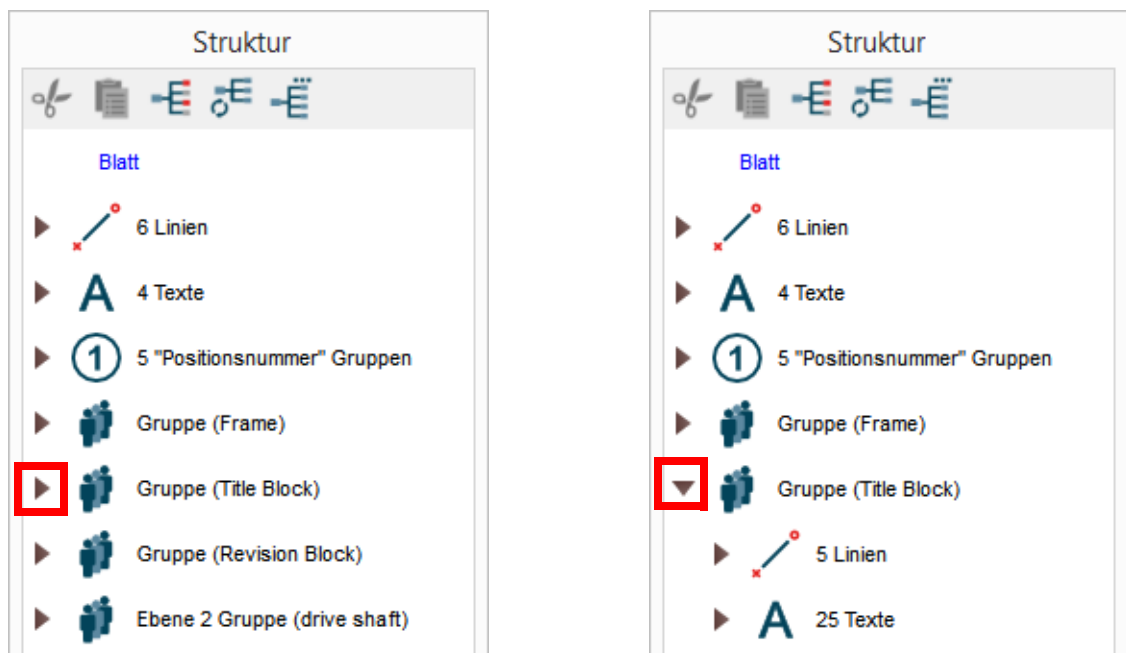 Struktur
Blatt
6 Linien
4 Texte
1
5 "Positionsnummer" Gruppen
Gruppe (Frame)
Gruppe (Title Block)
Gruppe (Revision Block)
Ebene 2 Gruppe (drive shaft)
Struktur
Blatt
6 Linien
4 Texte
1
5 "Positionsnummer" Gruppen
Gruppe (Frame)
Gruppe (Title Block)
5 Linien
25 Texte